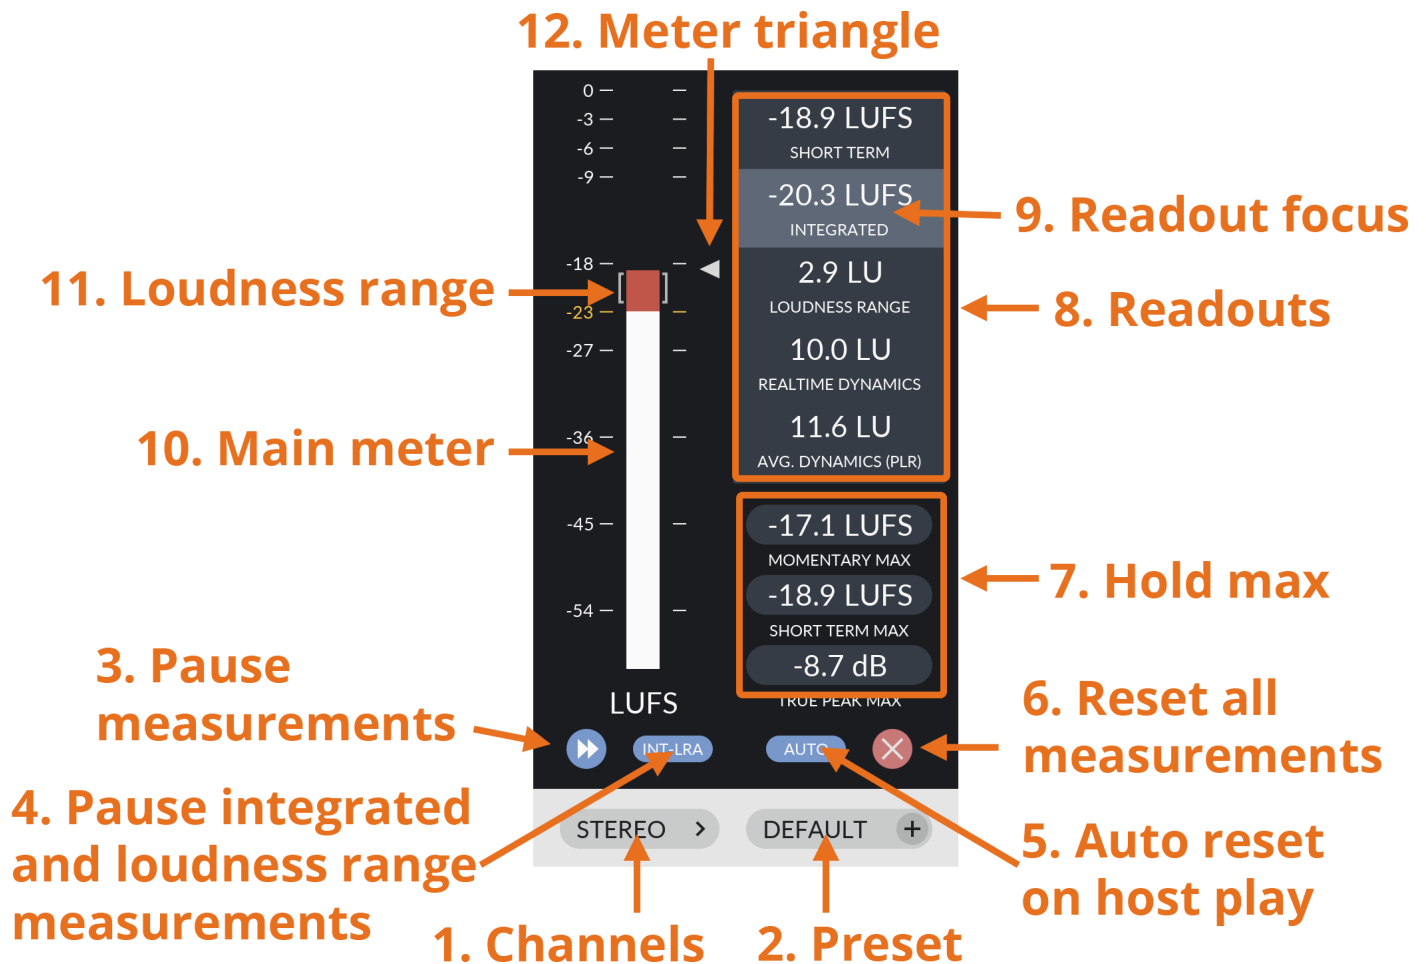 12. Meter triangle
0
-3
-6
-9
-18
-23
-27
-36
-45
-54
LUFS
-18.9 LUFS
SHORT TERM
-20.3 LUFS
INTEGRATED
2.9 LU
LOUDNESS RANGE
10.0 LU
REALTIME DYNAMICS
11.6 LU
AVG. DYNAMICS (PLR)
-17.1 LUFS
MOMENTARY MAX
-18.9 LUFS
SHORT TERM MAX
-8.7 dB
TRUE PEAK MAX
INT-LRA
AUTO
STEREO
DEFAULT
9. Readout focus
11. Loudness range
8. Readouts
10. Main meter
7. Hold max
3. Pause
measurements
6. Reset all
measurements
4. Pause integrated
and loudness range
measurements
5. Auto reset
on host play
1. Channels
2. Preset